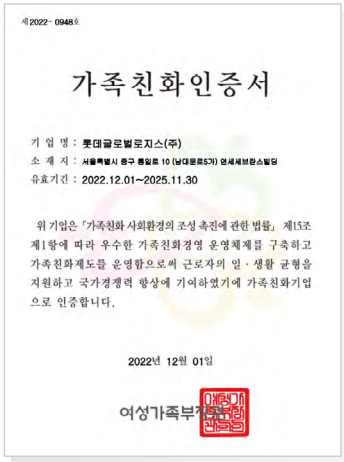 제 2022- 0948호
가족친화인증서
기 업 명 : 롯데글로벌로지스(주)
소 재 지 : 서울특별시 중구 통일로 10 (남대문로5가) 연세세브란스빌딩
유효기간 : 2022.12.01~2025.11.30
위 기업은 「가족친화 사회환경의 조성 촉진에 관한 법률」 제15조
제1항에 따라 우수한 가족친화경영 운영체제를 구축하고
가족친화제도를 운영함으로써 근로자의 일ㆍ생활 균형을
지원하고 국가경쟁력 향상에 기여하였기에 가족친화기업
으로 인증합니다.
2022년 12월 01일
여성가족부장관